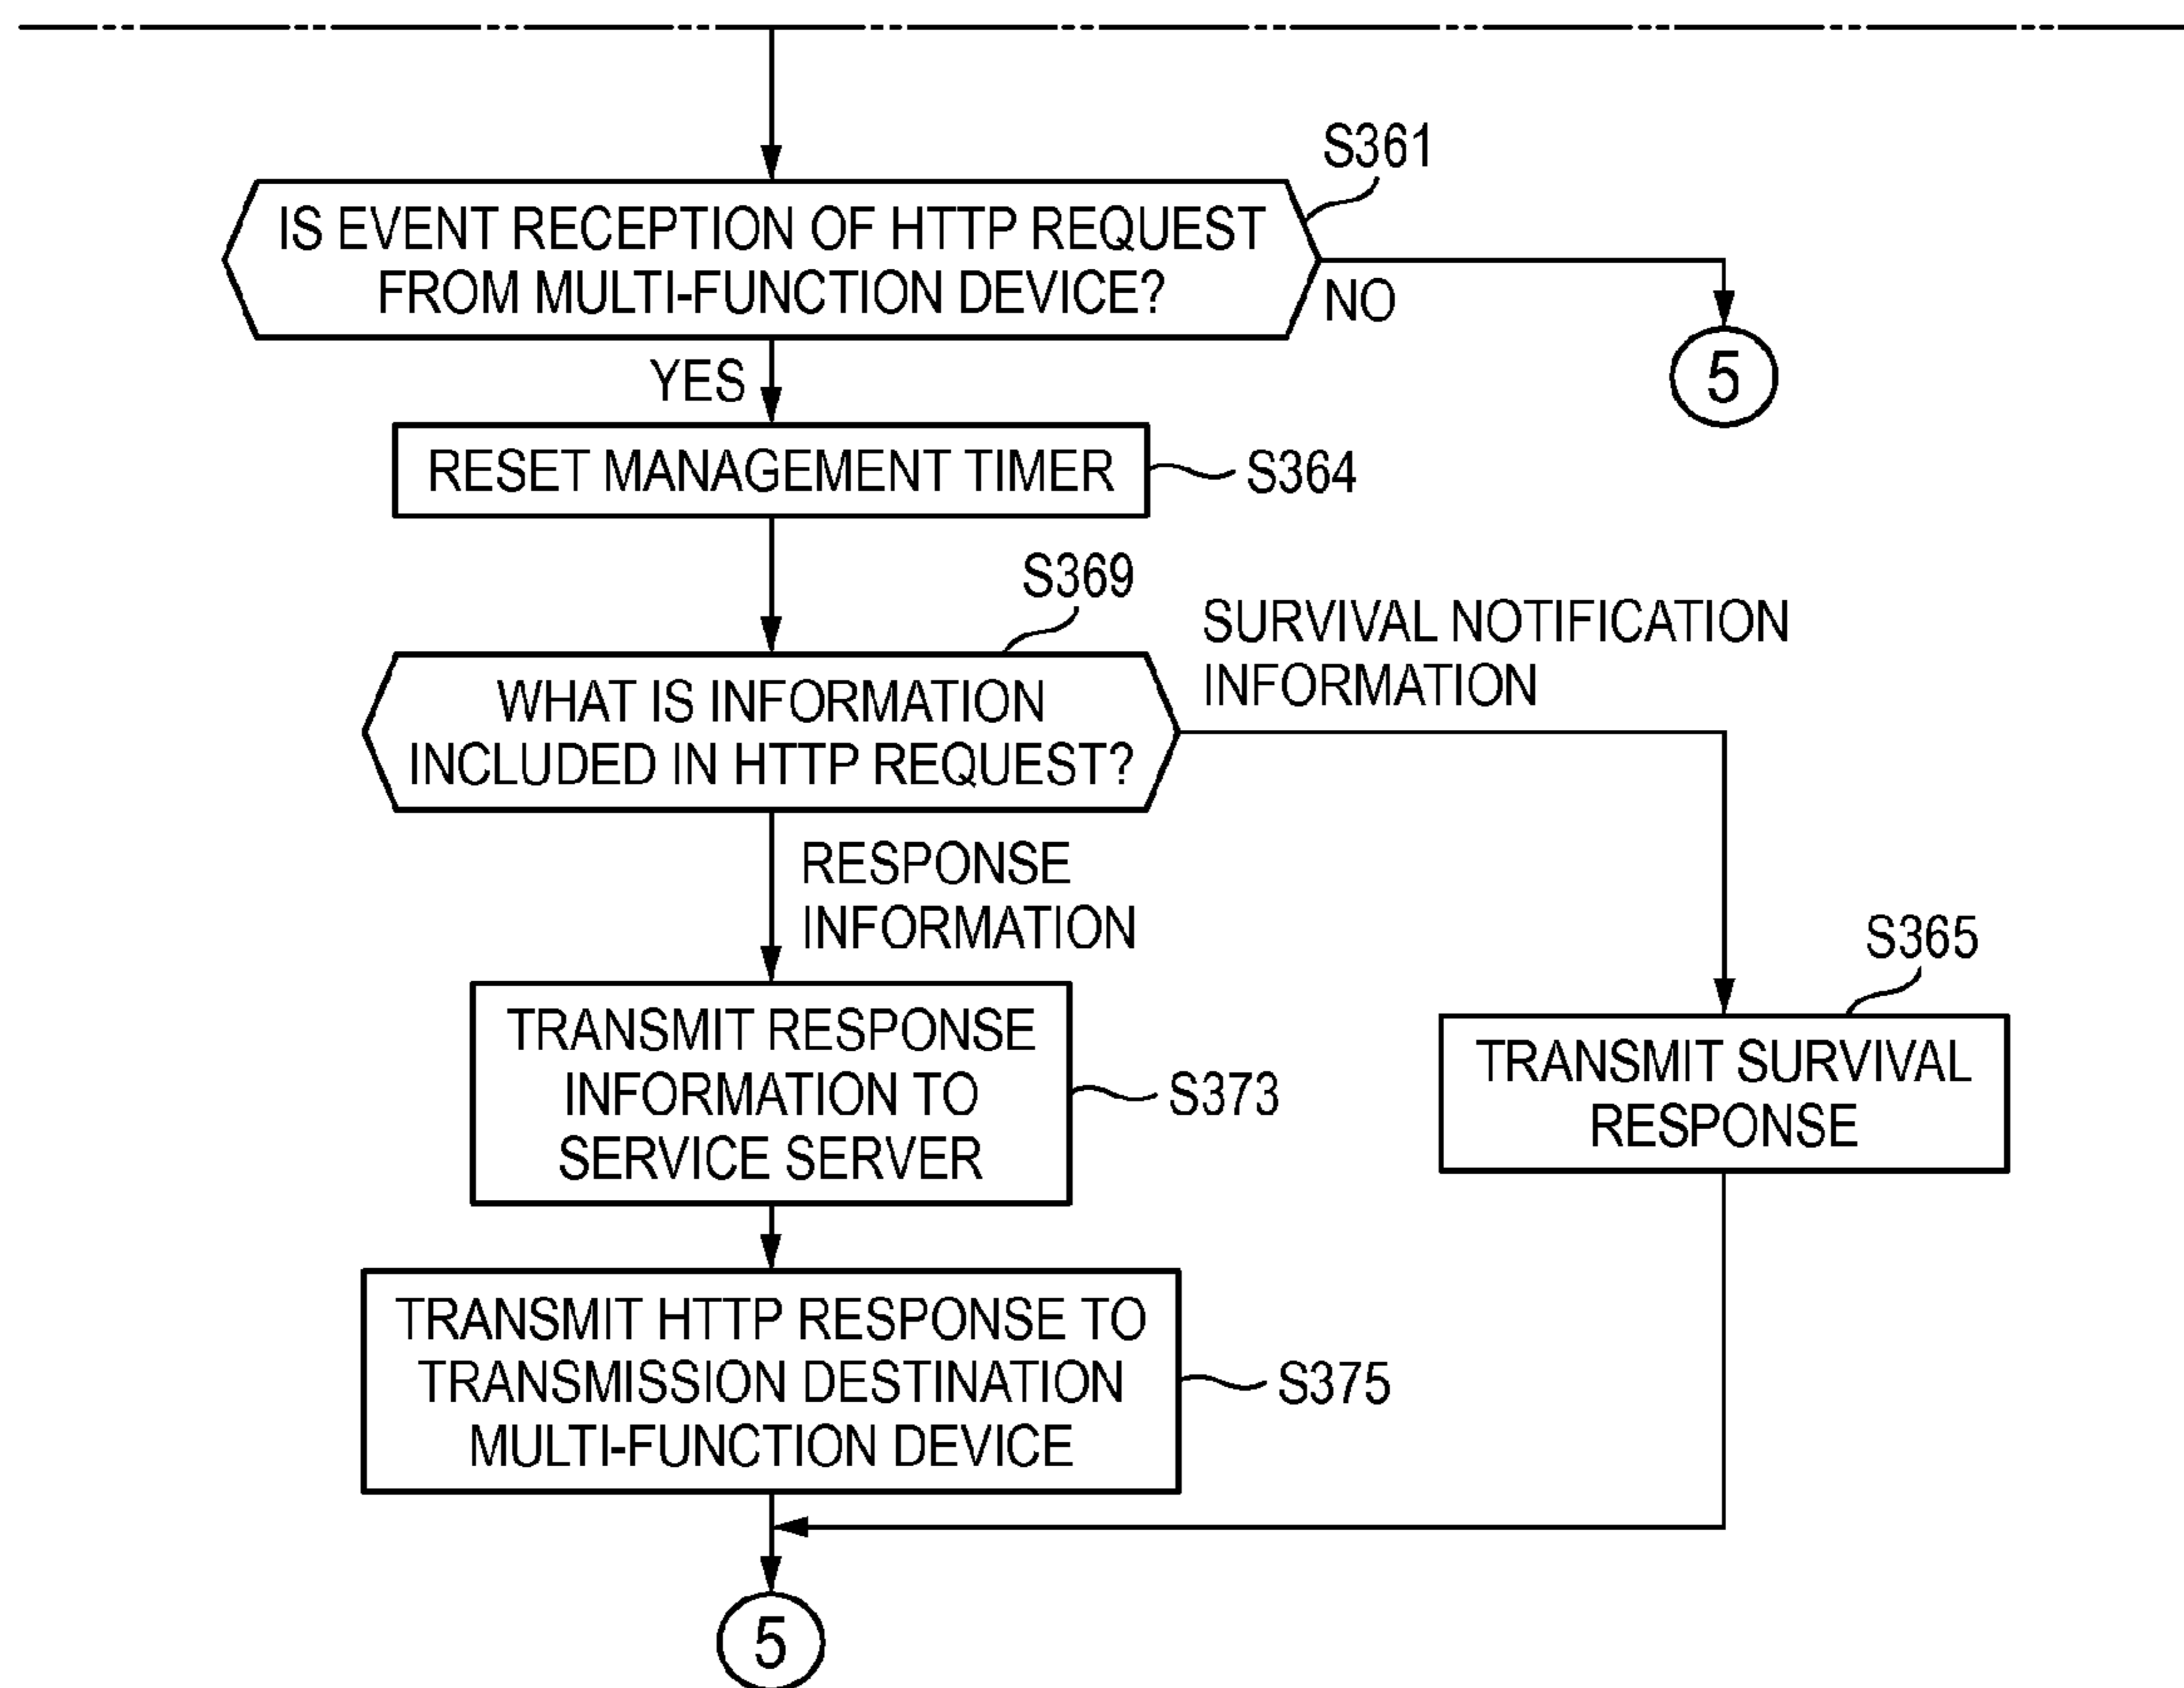 S361
IS EVENT RECEPTION OF HTTP REQUEST
FROM MULTI-FUNCTION DEVICE?
NO
5
YES
RESET MANAGEMENT TIMER
S364
S369
SURVIVAL NOTIFICATION
INFORMATION
WHAT IS INFORMATION
INCLUDED IN HTTP REQUEST?
RESPONSE
INFORMATION
S365
TRANSMIT RESPONSE
INFORMATION TO
SERVICE SERVER
S373
TRANSMIT SURVIVAL
RESPONSE
TRANSMIT HTTP RESPONSE TO
TRANSMISSION DESTINATION
MULTI-FUNCTION DEVICE
S375
5